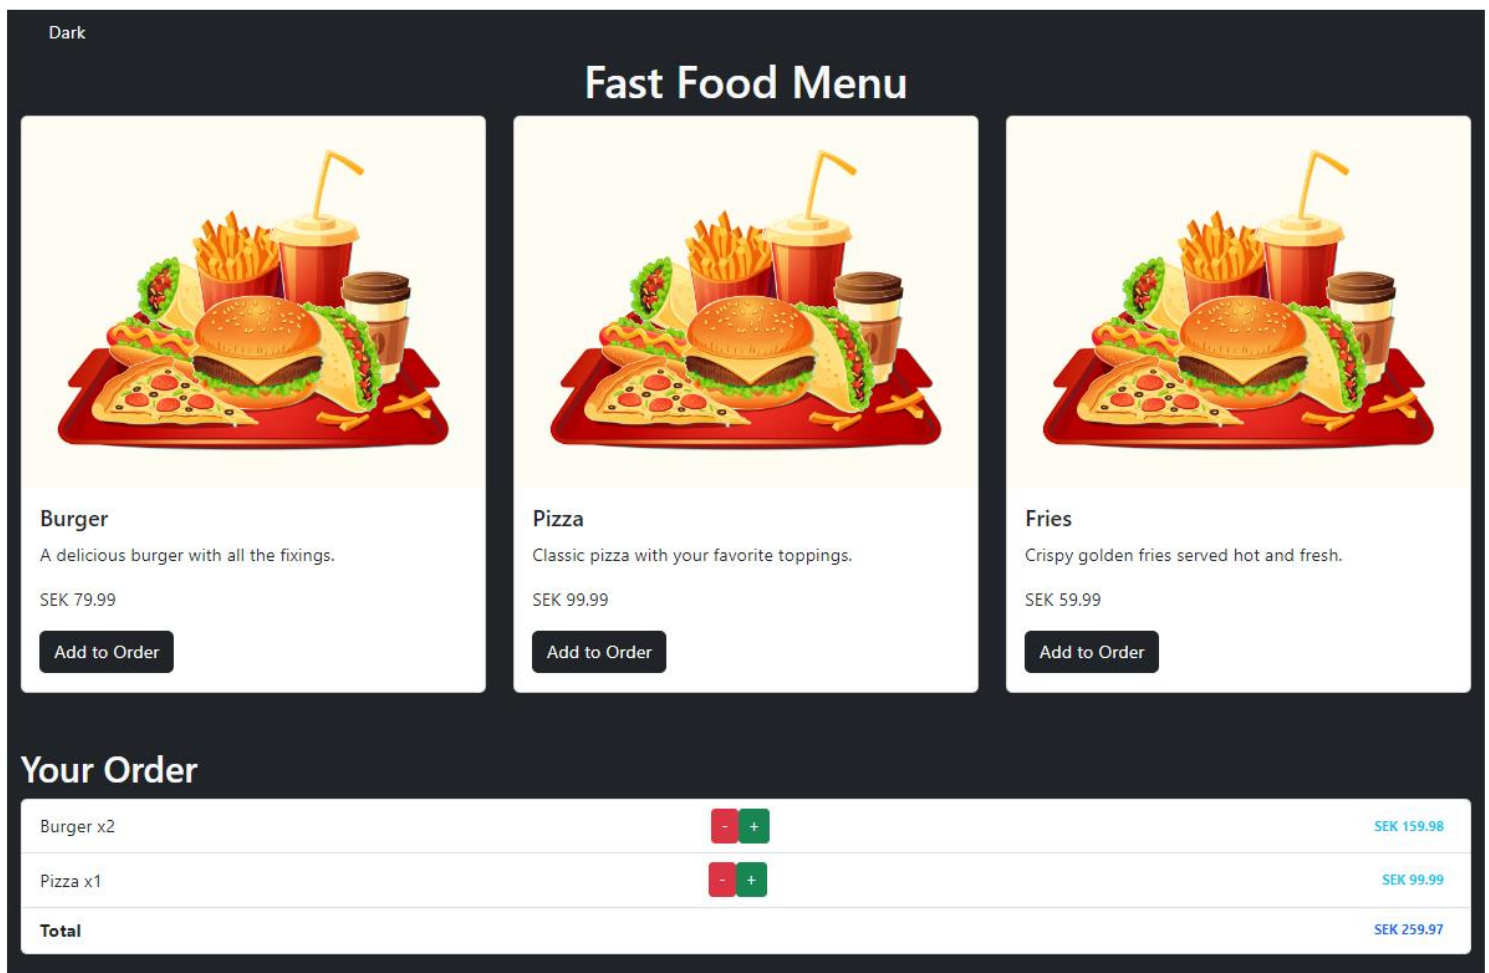 Dark
Fast Food Menu
Burger
A delicious burger with all the fixings.
SEK 79.99
Add to Order
Pizza
Classic pizza with your favorite toppings.
SEK 99.99
Add to Order
Fries
Crispy golden fries served hot and fresh.
SEK 59.99
Add to Order
Your Order
Burger x2 - + SEK 159.98
Pizza x1 - + SEK 99.99
Total SEK 259.97